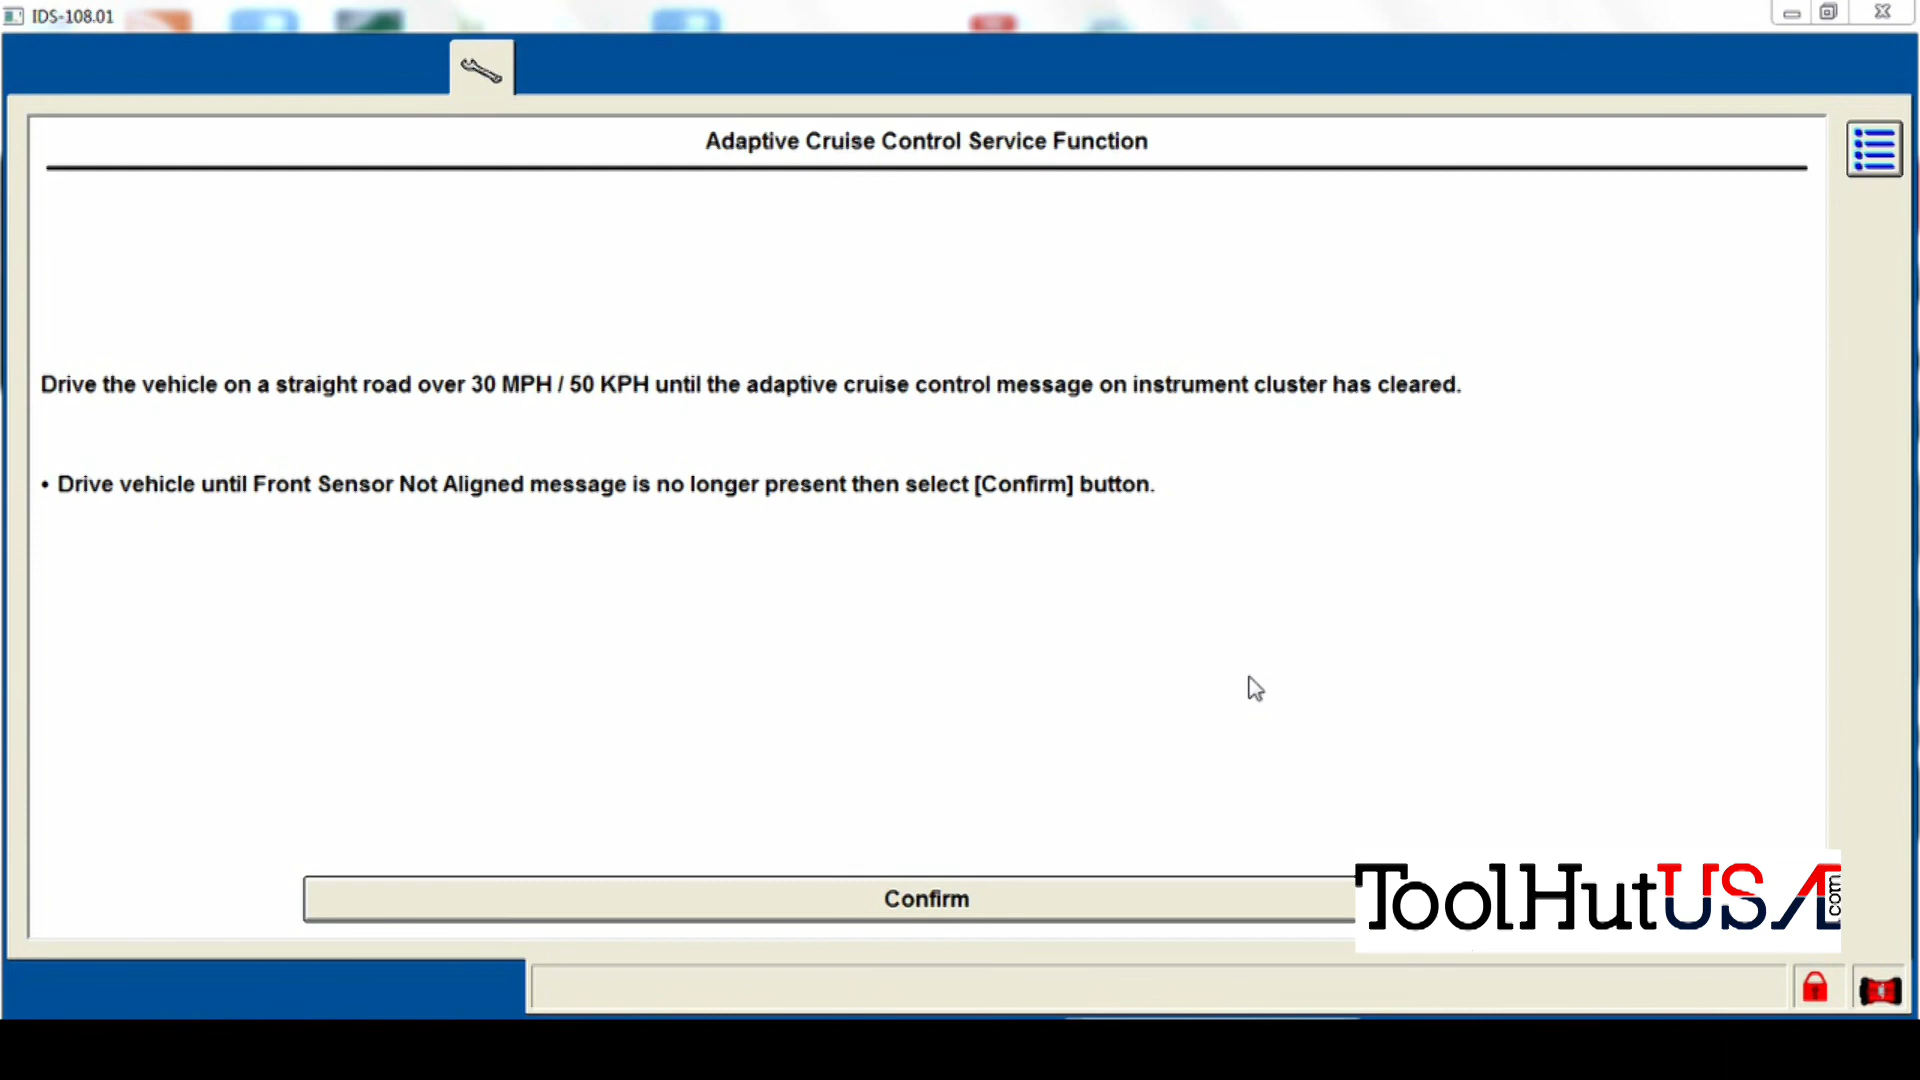 IDS-108.01
Adaptive Cruise Control Service Function
Drive the vehicle on a straight road over 30 MPH / 50 KPH until the adaptive cruise control message on instrument cluster has cleared.
• Drive vehicle until Front Sensor Not Aligned message is no longer present then select [Confirm] button.
Confirm
ToolHutUSA.com